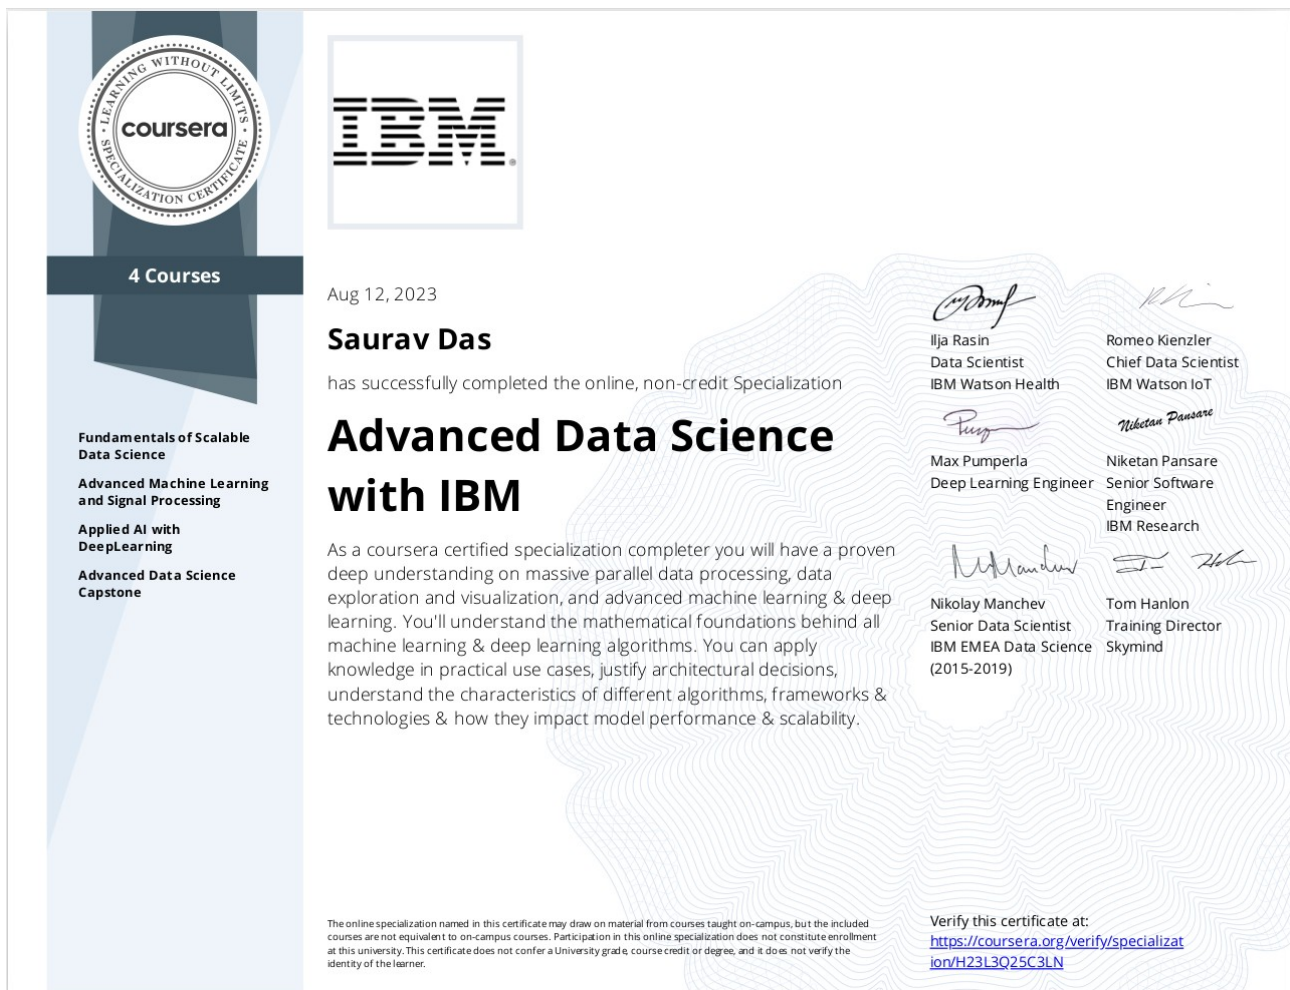 LEARNING WITHOUT LIMITS
coursera
SPECIALIZATION CERTIFICATE
4 Courses
Fundamentals of Scalable
Data Science
Advanced Machine Learning
and Signal Processing
Applied AI with
DeepLearning
Advanced Data Science
Capstone
IBM®
Aug 12, 2023
Saurav Das
has successfully completed the online, non-credit Specialization
Advanced Data Science
with IBM
As a coursera certified specialization completer you will have a proven
deep understanding on massive parallel data processing, data
exploration and visualization, and advanced machine learning & deep
learning. You'll understand the mathematical foundations behind all
machine learning & deep learning algorithms. You can apply
knowledge in practical use cases, justify architectural decisions,
understand the characteristics of different algorithms, frameworks &
technologies & how they impact model performance & scalability.
Ilja Rasin
Data Scientist
IBM Watson Health
Romeo Kienzler
Chief Data Scientist
IBM Watson IoT
Max Pumperla
Deep Learning Engineer
Niketan Pansare
Niketan Pansare
Senior Software
Engineer
IBM Research
Nikolay Manchev
Senior Data Scientist
IBM EMEA Data Science
(2015-2019)
Tom Hanlon
Training Director
Skymind
The online specialization named in this certificate may draw on material from courses taught on-campus, but the included
courses are not equivalent to on-campus courses. Participation in this online specialization does not constitute enrollment
at this university. This certificate does not confer a University grade, course credit or degree, and it does not verify the
identity of the learner.
Verify this certificate at:
https://coursera.org/verify/specializat
ion/H23L3Q25C3LN